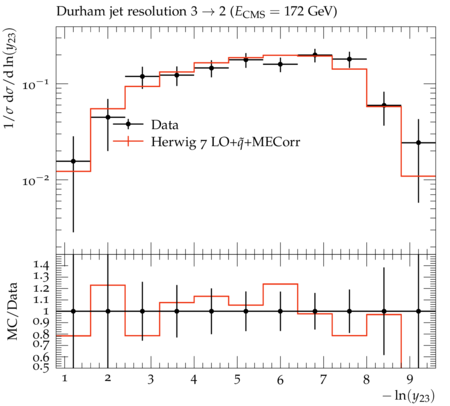 Durham jet resolution 3 → 2 (E_CMS = 172 GeV)
1/σ dσ/d ln(y_23)
10^−1
10^−2
Data
Herwig 7 LO+q̃+MECorr
MC/Data
1.4
1.3
1.2
1.1
1
0.9
0.8
0.7
0.6
0.5
1 2 3 4 5 6 7 8 9
− ln(y_23)